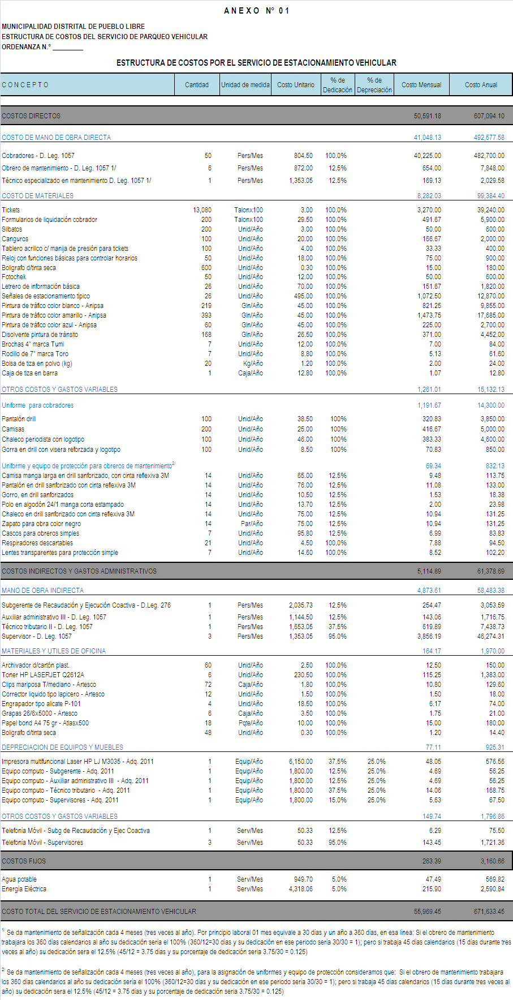 ANEXO Nº 01
MUNICIPALIDAD DISTRITAL DE PUEBLO LIBRE
ESTRUCTURA DE COSTOS DEL SERVICIO DE PARQUEO VEHICULAR
ORDENANZA N.º ________
ESTRUCTURA DE COSTOS POR EL SERVICIO DE ESTACIONAMIENTO VEHICULAR
CONCEPTO Cantidad Unidad de medida Costo Unitario % de Dedicación % de Depreciación Costo Mensual Costo Anual
COSTOS DIRECTOS 50,591.18 607,094.10
COSTO DE MANO DE OBRA DIRECTA 41,048.13 492,577.58
Cobradores - D. Leg. 1057 50 Pers/Mes 804.50 100.0% 40,225.00 482,700.00
Obrero de mantenimiento - D. Leg. 1057 1/ 6 Pers/Mes 872.00 12.5% 654.00 7,848.00
Técnico especializado en mantenimiento D. Leg. 1057 1/ 1 Pers/Mes 1,353.05 12.5% 169.13 2,029.58
COSTO DE MATERIALES 8,282.03 99,384.40
Tickets 13,080 Talonx100 3.00 100.0% 3,270.00 39,240.00
Formularios de liquidación cobrador 200 Talonx100 29.50 100.0% 491.67 5,900.00
Silbatos 200 Unid/Año 3.00 100.0% 50.00 600.00
Canguros 100 Unid/Año 20.00 100.0% 166.67 2,000.00
Tablero acrilico c/ manija de presión para tickets 100 Unid/Año 4.00 100.0% 33.33 400.00
Reloj con funciones básicas para controlar horarios 50 Unid/Año 18.00 100.0% 75.00 900.00
Boligrafo d/tinta seca 600 Unid/Año 0.30 100.0% 15.00 180.00
Fotochek 50 Unid/Año 12.00 100.0% 50.00 600.00
Letrero de información básica 26 Unid/Año 70.00 100.0% 151.67 1,820.00
Señales de estacionamiento típico 26 Unid/Año 495.00 100.0% 1,072.50 12,870.00
Pintura de tráfico color blanco - Anipsa 219 Gln/Año 45.00 100.0% 821.25 9,855.00
Pintura de tráfico color amarillo - Anipsa 393 Gln/Año 45.00 100.0% 1,473.75 17,685.00
Pintura de tráfico color azul - Anipsa 60 Gln/Año 45.00 100.0% 225.00 2,700.00
Disolvente pintura de tránsito 168 Gln/Año 26.50 100.0% 371.00 4,452.00
Brochas 4" marca Tumi 7 Unid/Año 12.00 100.0% 7.00 84.00
Rodillo de 7" marca Toro 7 Unid/Año 8.80 100.0% 5.13 61.60
Bolsa de tiza en polvo (kg) 20 Kg/Año 1.20 100.0% 2.00 24.00
Caja de tiza en barra 1 Caja/Año 12.80 100.0% 1.07 12.80
OTROS COSTOS Y GASTOS VARIABLES 1,261.01 15,132.13
Uniforme para cobradores 1,191.67 14,300.00
Pantalón drill 100 Unid/Año 38.50 100% 320.83 3,850.00
Camisas 200 Unid/Año 25.00 100% 416.67 5,000.00
Chaleco periodista con logotipo 100 Unid/Año 46.00 100% 383.33 4,600.00
Gorra en drill con visera reforzada y logotipo 100 Unid/Año 8.50 100% 70.83 850.00
Uniforme y equipo de protección para obreros de mantenimiento2/ 69.34 832.13
Camisa manga larga en drill sanforizado, con cinta reflexiva 3M 14 Unid/Año 65.00 12.5% 9.48 113.75
Pantalón en drill sanforizado con cinta reflexiva 3M 14 Unid/Año 76.00 12.5% 11.08 133.00
Gorro, en drill sanforizados 14 Unid/Año 10.50 12.5% 1.53 18.38
Polo en algodón 24/1 manga corta estampado 14 Unid/Año 13.70 12.5% 2.00 23.98
Chaleco en drill sanforizado con cinta reflexiva 3M 14 Unid/Año 75.00 12.5% 10.94 131.25
Zapato para obra color negro 14 Par/Año 75.00 12.5% 10.94 131.25
Cascos para obreros simples 7 Unid/Año 95.80 12.5% 6.99 83.83
Respiradores descartables 21 Unid/Año 4.50 100.0% 7.88 94.50
Lentes transparentes para protección simple 7 Unid/Año 14.60 100.0% 8.52 102.20
COSTOS INDIRECTOS Y GASTOS ADMINISTRATIVOS 5,114.89 61,378.69
MANO DE OBRA INDIRECTA 4,873.61 58,483.38
Subgerente de Recaudación y Ejecución Coactiva - D.Leg. 276 1 Pers/Mes 2,035.73 12.5% 254.47 3,053.59
Auxiliar administrativo III - D. Leg. 1057 1 Pers/Mes 1,144.50 12.5% 143.06 1,716.75
Técnico tributario II - D. Leg. 1057 1 Pers/Mes 1,653.05 37.5% 619.89 7,438.73
Supervisor - D. Leg. 1057 3 Pers/Mes 1,353.05 95.0% 3,856.19 46,274.31
MATERIALES Y UTILES DE OFICINA 164.17 1,970.00
Archivador d/cartón plast. 60 Unid/Año 2.50 100.0% 12.50 150.00
Toner HP LASERJET Q2612A 6 Unid/Año 230.50 100.0% 115.25 1,383.00
Clips mariposa T/mediano - Artesco 72 Caja/Año 1.80 100.0% 10.80 129.60
Corrector liquido tipo lapicero - Artesco 12 Unid/Año 1.50 100.0% 1.50 18.00
Engrapador tipo alicate P-101 4 Unid/Año 18.50 100.0% 6.17 74.00
Grapas 26/6x5000 - Artesco 6 Caja/Año 3.50 100.0% 1.75 21.00
Papel bond A4 75 gr - Atlasx500 18 Pqte/Año 10.00 100.0% 15.00 180.00
Boligrafo d/tinta seca 48 Unid/Año 0.30 100.0% 1.20 14.40
DEPRECIACION DE EQUIPOS Y MUEBLES 77.11 925.31
Impresora multifuncional Laser HP LJ M3035 - Adq. 2011 1 Equip/Año 6,150.00 37.5% 25.0% 48.05 576.56
Equipo computo - Subgerente - Adq. 2011 1 Equip/Año 1,800.00 12.5% 25.0% 4.69 56.25
Equipo computo - Auxiliar administrativo III - Adq. 2011 1 Equip/Año 1,800.00 12.5% 25.0% 4.69 56.25
Equipo computo - Técnico tributario - Adq. 2011 1 Equip/Año 1,800.00 37.5% 25.0% 14.06 168.75
Equipo computo - Supervisores - Adq. 2011 1 Equip/Año 1,800.00 15.0% 25.0% 5.63 67.50
OTROS COSTOS Y GASTOS VARIABLES 149.74 1,796.86
Telefonía Móvil - Subg de Recaudación y Ejec Coactiva 1 Serv/Mes 50.33 12.5% 6.29 75.50
Telefonía Móvil - Supervisores 3 Serv/Mes 50.33 95.0% 143.45 1,721.36
COSTOS FIJOS 263.39 3,160.66
Agua potable 1 Serv/Mes 949.70 5.0% 47.49 569.82
Energía Eléctrica 1 Serv/Mes 4,318.06 5.0% 215.90 2,590.84
COSTO TOTAL DEL SERVICIO DE ESTACIONAMIENTO VEHICULAR 55,969.45 671,633.45
1/ Se da mantenimiento de señalización cada 4 meses (tres veces al año). Por principio laboral 01 mes equivale a 30 días y un año a 360 días, en esa línea: Si el obrero de mantenimiento
trabajara los 360 días calendarios al año su dedicación sería el 100% (360/12=30 días y su dedicación en ese periodo sería 30/30 = 1); pero si trabaja 45 días calendarios (15 días durante tres
veces al año) su dedicación sera el 12.5% (45/12 = 3.75 días y su porcentaje de dedicación seria 3.75/30 = 0.125)
2/ Se da mantenimiento de señalización cada 4 meses (tres veces al año), para la asignación de uniformes y equipo de protección consideramos que: Si el obrero de mantenimiento trabajara
los 360 días calendarios al año su dedicación sería el 100% (360/12=30 días y su dedicación en ese periodo sería 30/30 = 1); pero si trabaja 45 días calendarios (15 días durante tres veces al
año) su dedicación sera el 12.5% (45/12 = 3.75 días y su porcentaje de dedicación seria 3.75/30 = 0.125)